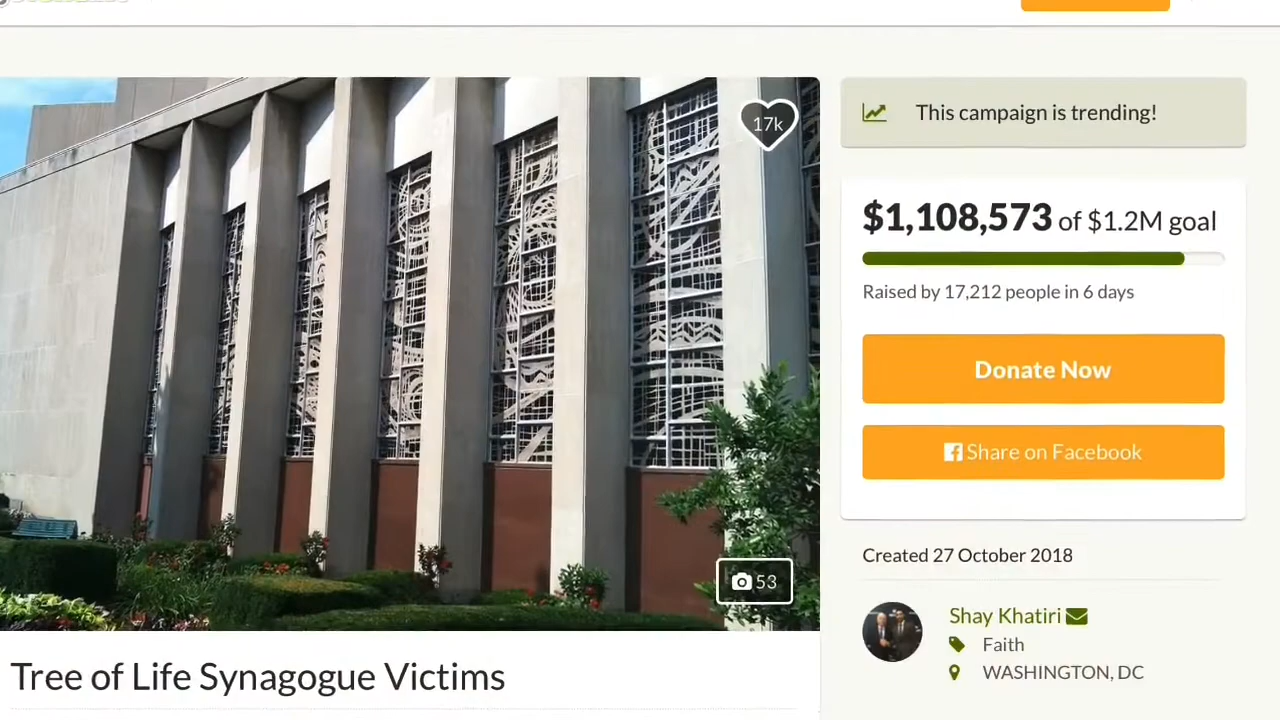 17k
53
Tree of Life Synagogue Victims
This campaign is trending!
$1,108,573 of $1.2M goal
Raised by 17,212 people in 6 days
Donate Now
Share on Facebook
Created 27 October 2018
Shay Khatiri
Faith
WASHINGTON, DC